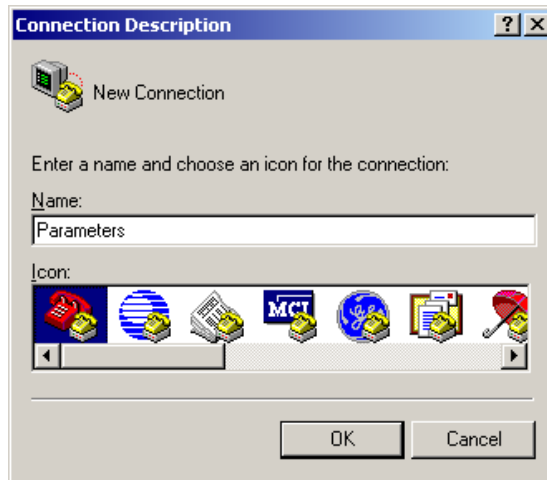 Connection Description
New Connection
Enter a name and choose an icon for the connection:
Name:
Parameters
Icon:
MCI
OK Cancel